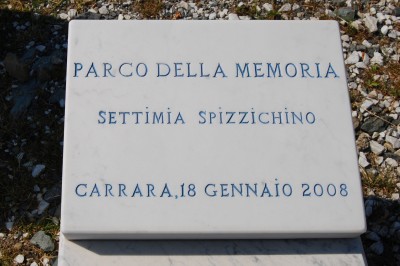 PARCO DELLA MEMORIA
SETTIMIA SPIZZICHINO
CARRARA,18 GENNAIO 2008